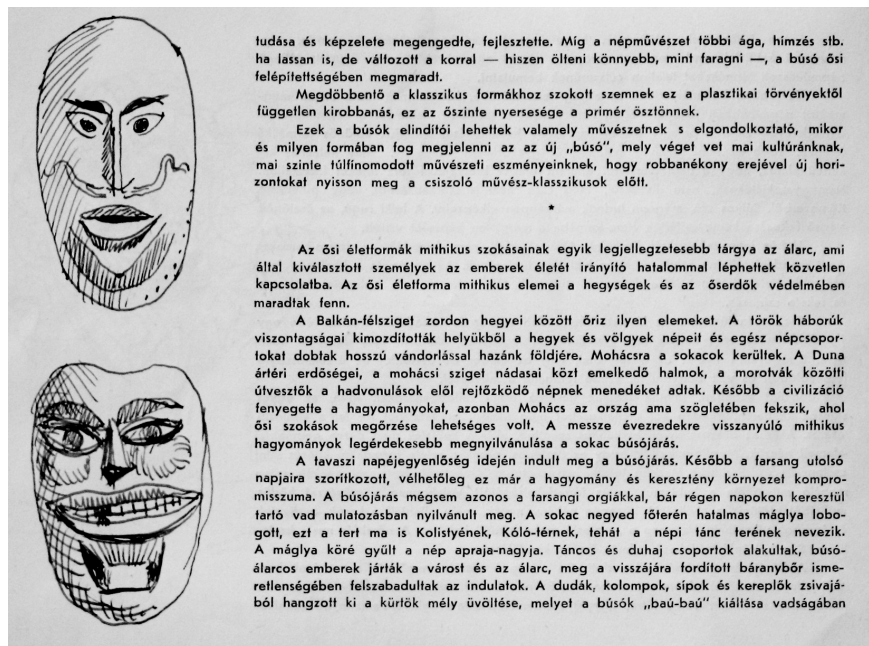 tudása és képzelete megengedte, fejlesztette. Míg a népművészet többi ága, hímzés stb.
ha lassan is, de változott a korral — hiszen ölteni könnyebb, mint faragni —, a búsó ősi
felépítettségében megmaradt.
Megdöbbentő a klasszikus formákhoz szokott szemnek ez a plasztikai törvényektől
független kirobbanás, ez az őszinte nyersesége a primér ösztönnek.
Ezek a búsók elindítói lehettek valamely művészetnek s elgondolkoztató, mikor
és milyen formában fog megjelenni az az új „búsó", mely véget vet mai kultúránknak,
mai szinte túlfinomodott művészeti eszményeinknek, hogy robbanékony erejével új hori-
zontokat nyisson meg a csiszoló művész-klasszikusok előtt.
*
Az ősi életformák mithikus szokásainak egyik legjellegzetesebb tárgya az álarc, ami
által kiválasztott személyek az emberek életét irányító hatalommal léphettek közvetlen
kapcsolatba. Az ősi életforma mithikus elemei a hegységek és az őserdők védelmében
maradtak fenn.
A Balkán-félsziget zordon hegyei között őriz ilyen elemeket. A török háborúk
viszontagságai kimozdították helyükből a hegyek és völgyek népeit és egész népcsopor-
tokat dobtak hosszú vándorlással hazánk földjére. Mohácsra a sokacok kerültek. A Duna
ártéri erdőségei, a mohácsi sziget nádasai közt emelkedő halmok, a morotvák közötti
útvesztők a hadvonulások elől rejtőzködő népnek menedéket adtak. Később a civilizáció
fenyegette a hagyományokat, azonban Mohács az ország ama szögletében fekszik, ahol
ősi szokások megőrzése lehetséges volt. A messze évezredekre visszanyúló mithikus
hagyományok legérdekesebb megnyilvánulása a sokac búsójárás.
A tavaszi napéjegyenlőség idején indult meg a búsójárás. Később a farsang utolsó
napjaira szorítkozott, vélhetőleg ez már a hagyomány és keresztény környezet kompro-
misszuma. A búsójárás mégsem azonos a farsangi orgiákkal, bár régen napokon keresztül
tartó vad mulatozásban nyilvánult meg. A sokac negyed főterén hatalmas máglya lobo-
gott, ezt a tert ma is Kolistyének, Kóló-térnek, tehát a népi tánc terének nevezik.
A máglya köré gyűlt a nép apraja-nagyja. Táncos és duhaj csoportok alakultak, búsó-
álarcos emberek járták a várost és az álarc, meg a visszájára fordított báranybőr isme-
retlenségében felszabadultak az indulatok. A dudák, kolompok, sípok és kereplők zsivajá-
ból hangzott ki a kürtök mély üvöltése, melyet a búsók „baú-baú" kiáltása vadságában